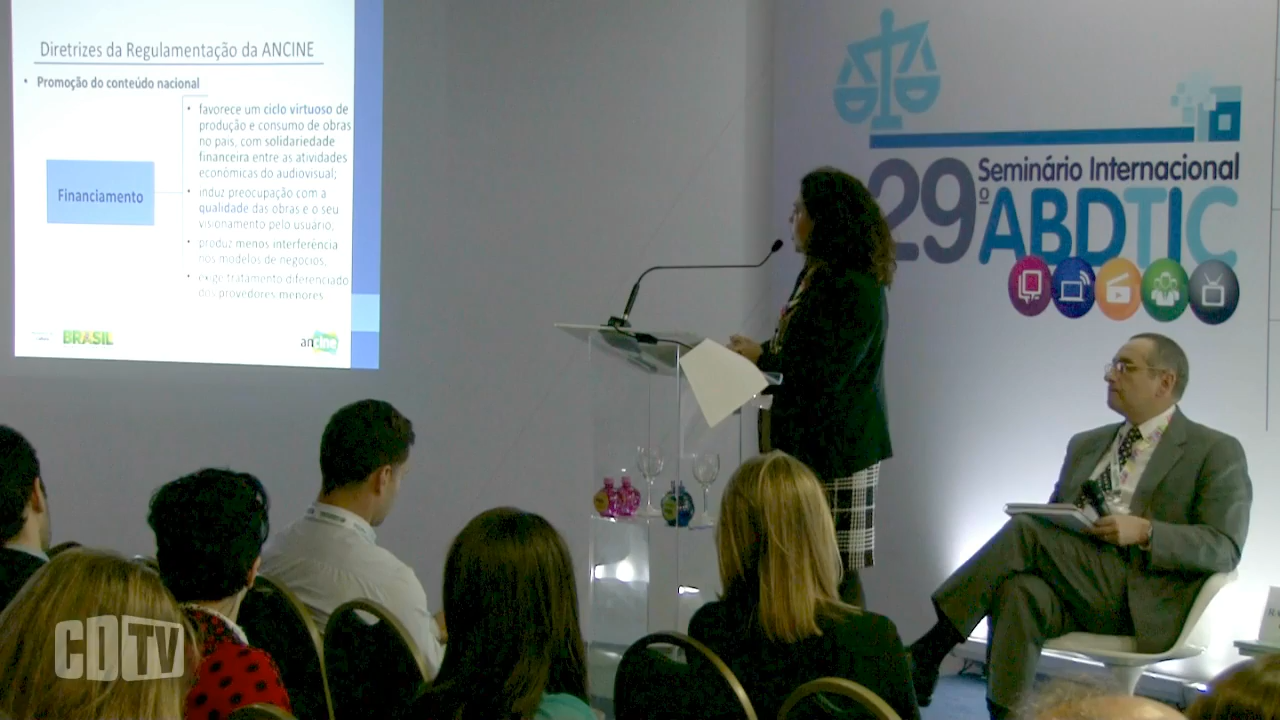 Diretrizes da Regulamentação da ANCINE
• Promoção do conteúdo nacional
Financiamento
• favorece um ciclo virtuoso de
produção e consumo de obras
no país, com solidariedade
financeira entre as atividades
econômicas do audiovisual;
• induz preocupação com a
qualidade das obras e o seu
visionamento pelo usuário;
• produz menos interferência
nos modelos de negócios;
• exige tratamento diferenciado
dos provedores menores
BRASIL
ancine
29º
Seminário Internacional
ABDTIC
CDTV